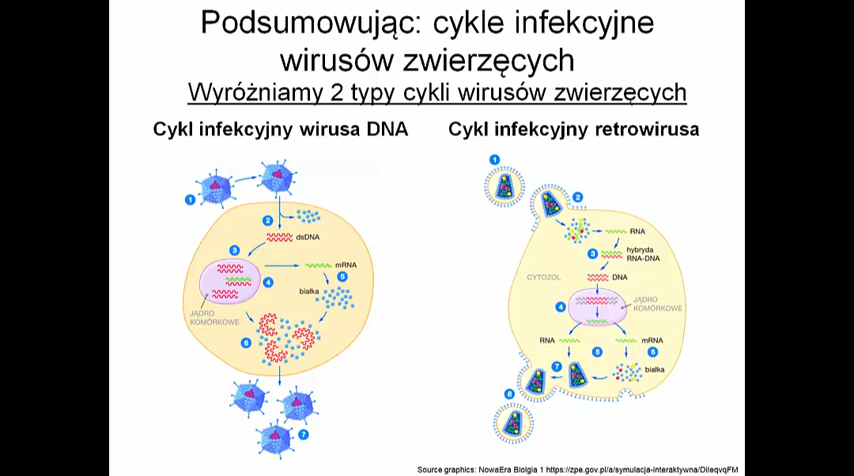 Podsumowując: cykle infekcyjne
wirusów zwierzęcych
Wyróżniamy 2 typy cykli wirusów zwierzęcych
Cykl infekcyjny wirusa DNA
1
2
dsDNA
3
4
mRNA
5
białka
JĄDRO
KOMÓRKOWE
6
7
Cykl infekcyjny retrowirusa
1
2
RNA
3
hybryda
RNA-DNA
CYTOZOL
DNA
4
JĄDRO
KOMÓRKOWE
RNA
mRNA
5
6
7
białka
8
Source graphics: NowaEra Biolgia 1 https://zpe.gov.pl/a/symulacja-interaktywna/DileqvqFM